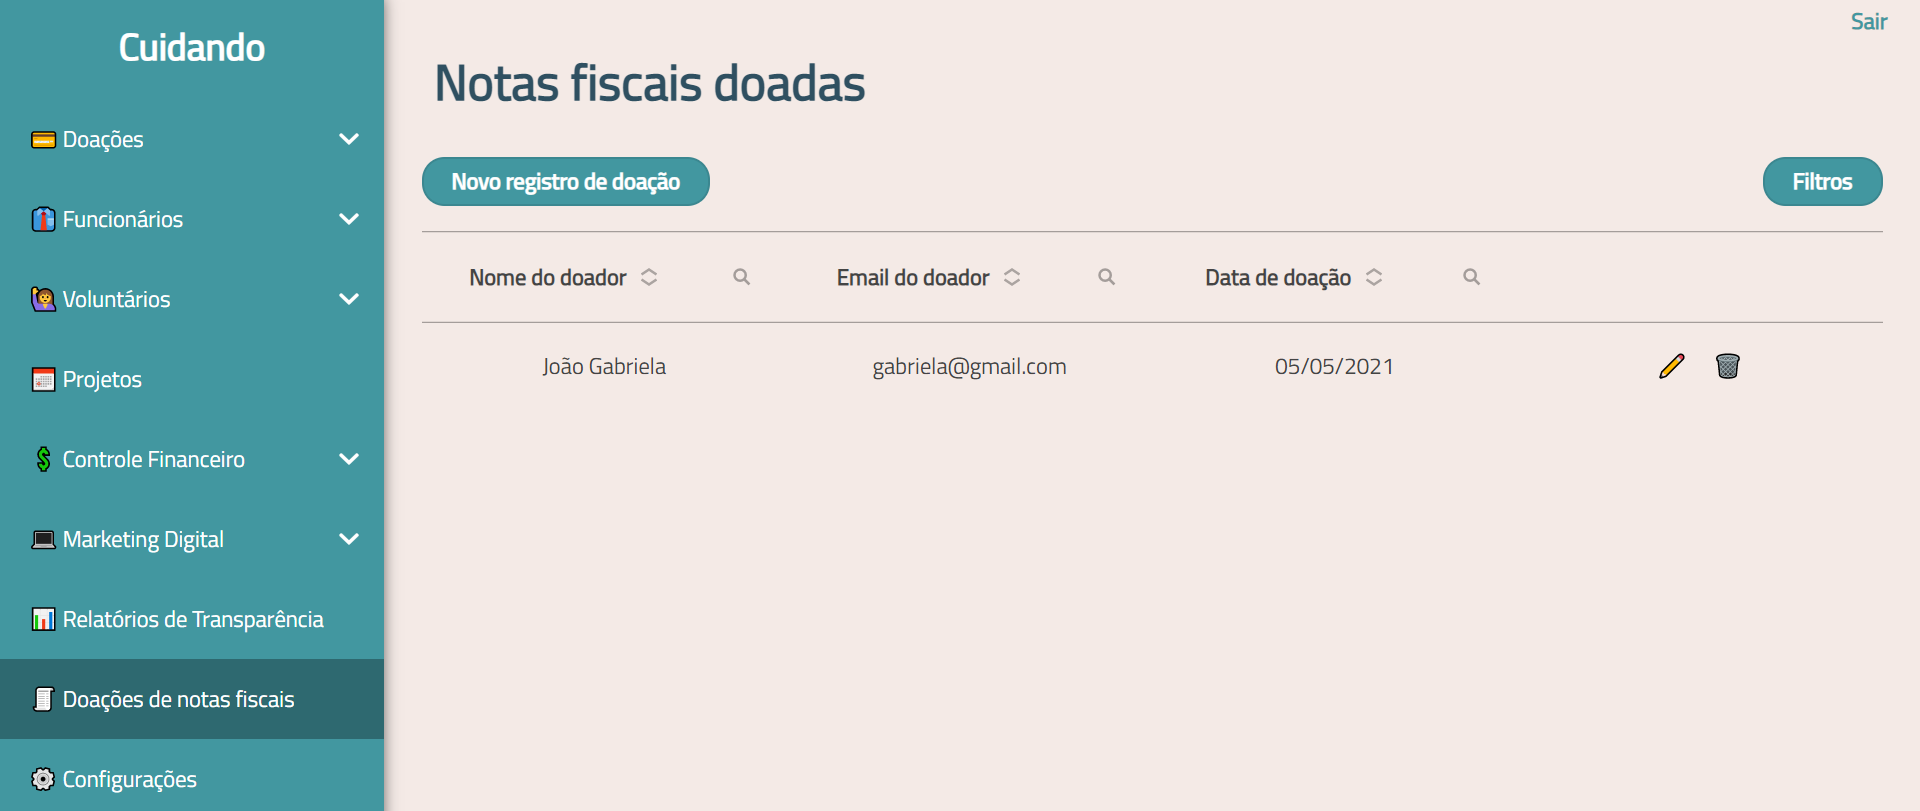 Cuidando
Doações
Funcionários
Voluntários
Projetos
Controle Financeiro
Marketing Digital
Relatórios de Transparência
Doações de notas fiscais
Configurações
Sair
Notas fiscais doadas
Novo registro de doação
Filtros
Nome do doador Email do doador Data de doação
João Gabriela gabriela@gmail.com 05/05/2021